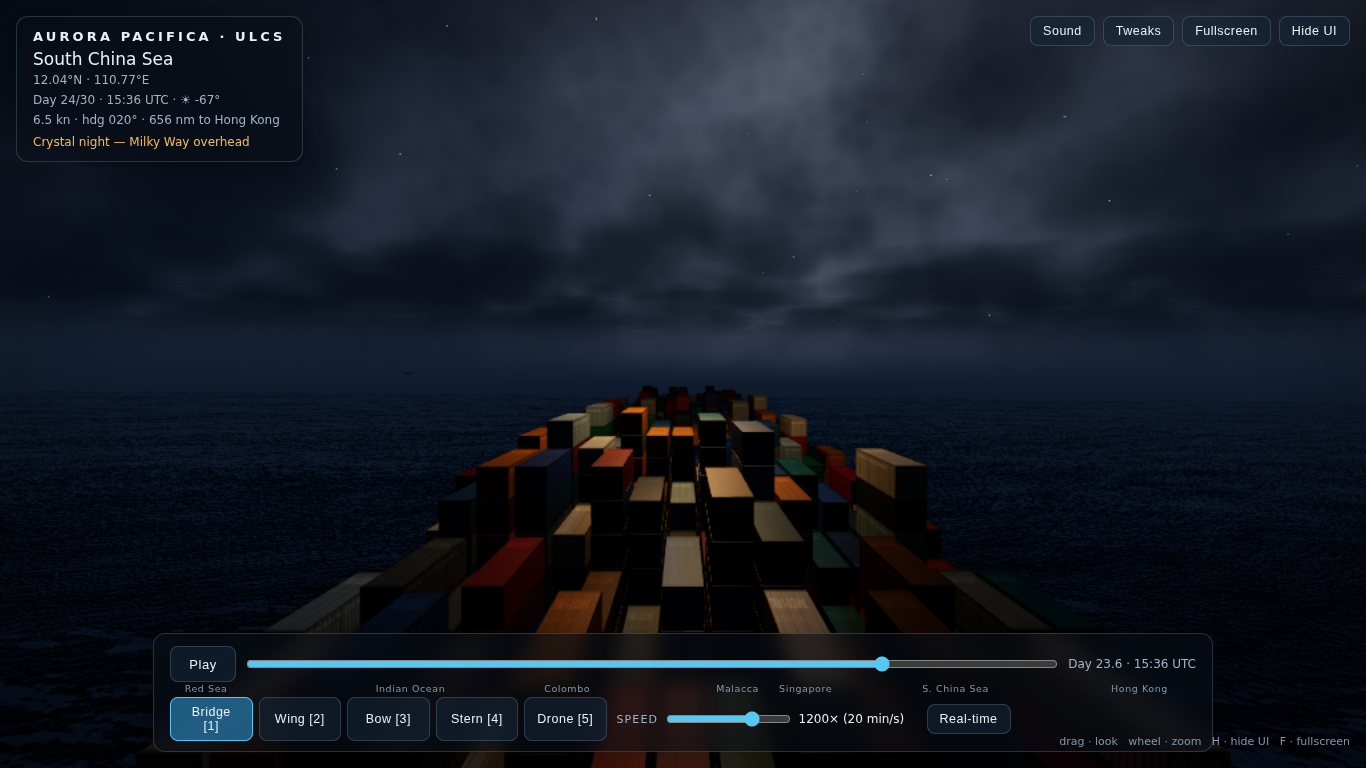 AURORA PACIFICA · ULCS
South China Sea
12.04°N · 110.77°E
Day 24/30 · 15:36 UTC · ☀ -67°
6.5 kn · hdg 020° · 656 nm to Hong Kong
Crystal night — Milky Way overhead
Sound
Tweaks
Fullscreen
Hide UI
Play
Day 23.6 · 15:36 UTC
Red Sea
Indian Ocean
Colombo
Malacca
Singapore
S. China Sea
Hong Kong
Bridge
[1]
Wing [2]
Bow [3]
Stern [4]
Drone [5]
SPEED
1200× (20 min/s)
Real-time
drag · look wheel · zoom H · hide UI F · fullscreen